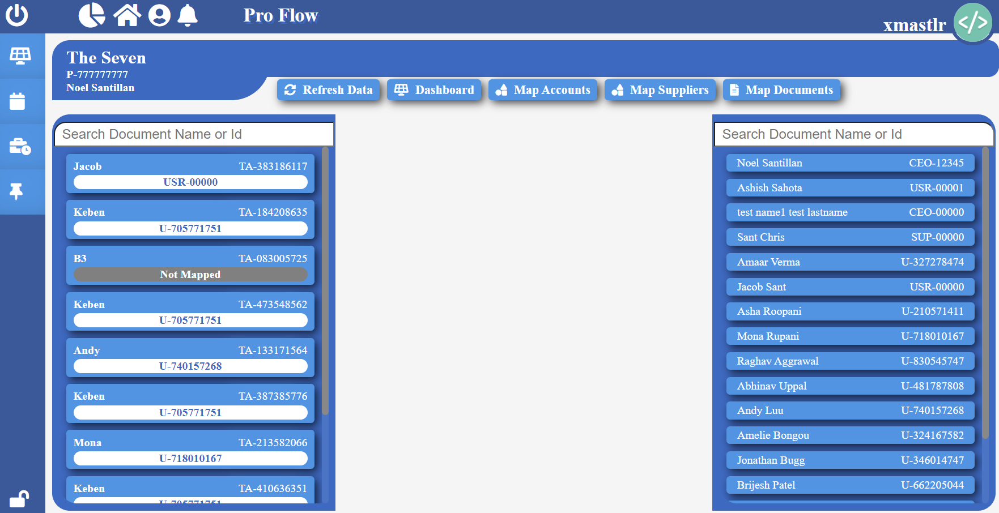 Pro Flow
xmastlr
</>
The Seven
P-777777777
Noel Santillan
Refresh Data
Dashboard
Map Accounts
Map Suppliers
Map Documents
Search Document Name or Id
Jacob TA-383186117
USR-00000
Keben TA-184208635
U-705771751
B3 TA-083005725
Not Mapped
Keben TA-473548562
U-705771751
Andy TA-133171564
U-740157268
Keben TA-387385776
U-705771751
Mona TA-213582066
U-718010167
Keben TA-410636351
U-705771751
Search Document Name or Id
Noel Santillan CEO-12345
Ashish Sahota USR-00001
test name1 test lastname CEO-00000
Sant Chris SUP-00000
Amaar Verma U-327278474
Jacob Sant USR-00000
Asha Roopani U-210571411
Mona Rupani U-718010167
Raghav Aggrawal U-830545747
Abhinav Uppal U-481787808
Andy Luu U-740157268
Amelie Bongou U-324167582
Jonathan Bugg U-346014747
Brijesh Patel U-662205044